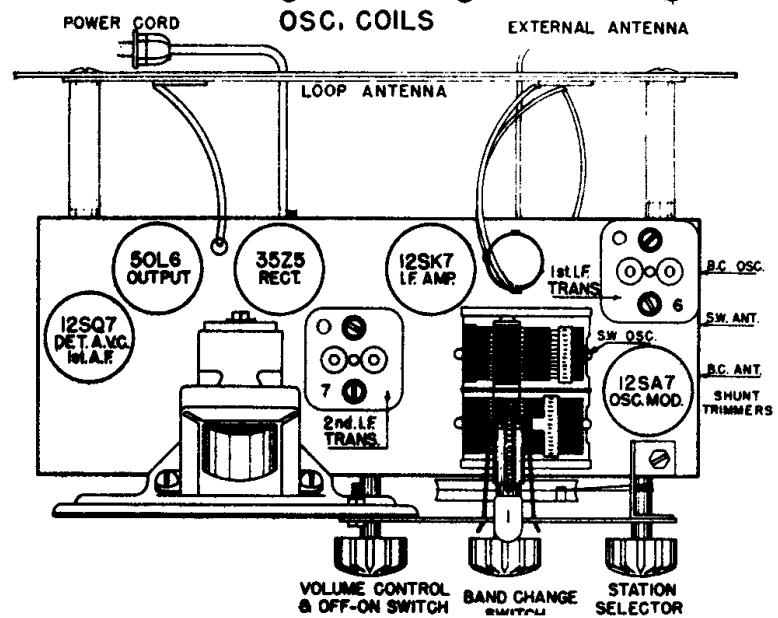 OSC. COILS
POWER CORD
EXTERNAL ANTENNA
LOOP ANTENNA
50L6
OUTPUT
35Z5
RECT.
12SK7
I.F. AMP.
1st. I.F.
TRANS.
6
B.C. OSC.
S.W. ANT.
B.C. ANT.
SHUNT
TRIMMERS
12SQ7
DET. A.V.C.
1st. A.F.
S.W. OSC.
12SA7
OSC. MOD.
7
2nd. I.F.
TRANS.
VOLUME CONTROL
& OFF-ON SWITCH
BAND CHANGE
SWITCH
STATION
SELECTOR